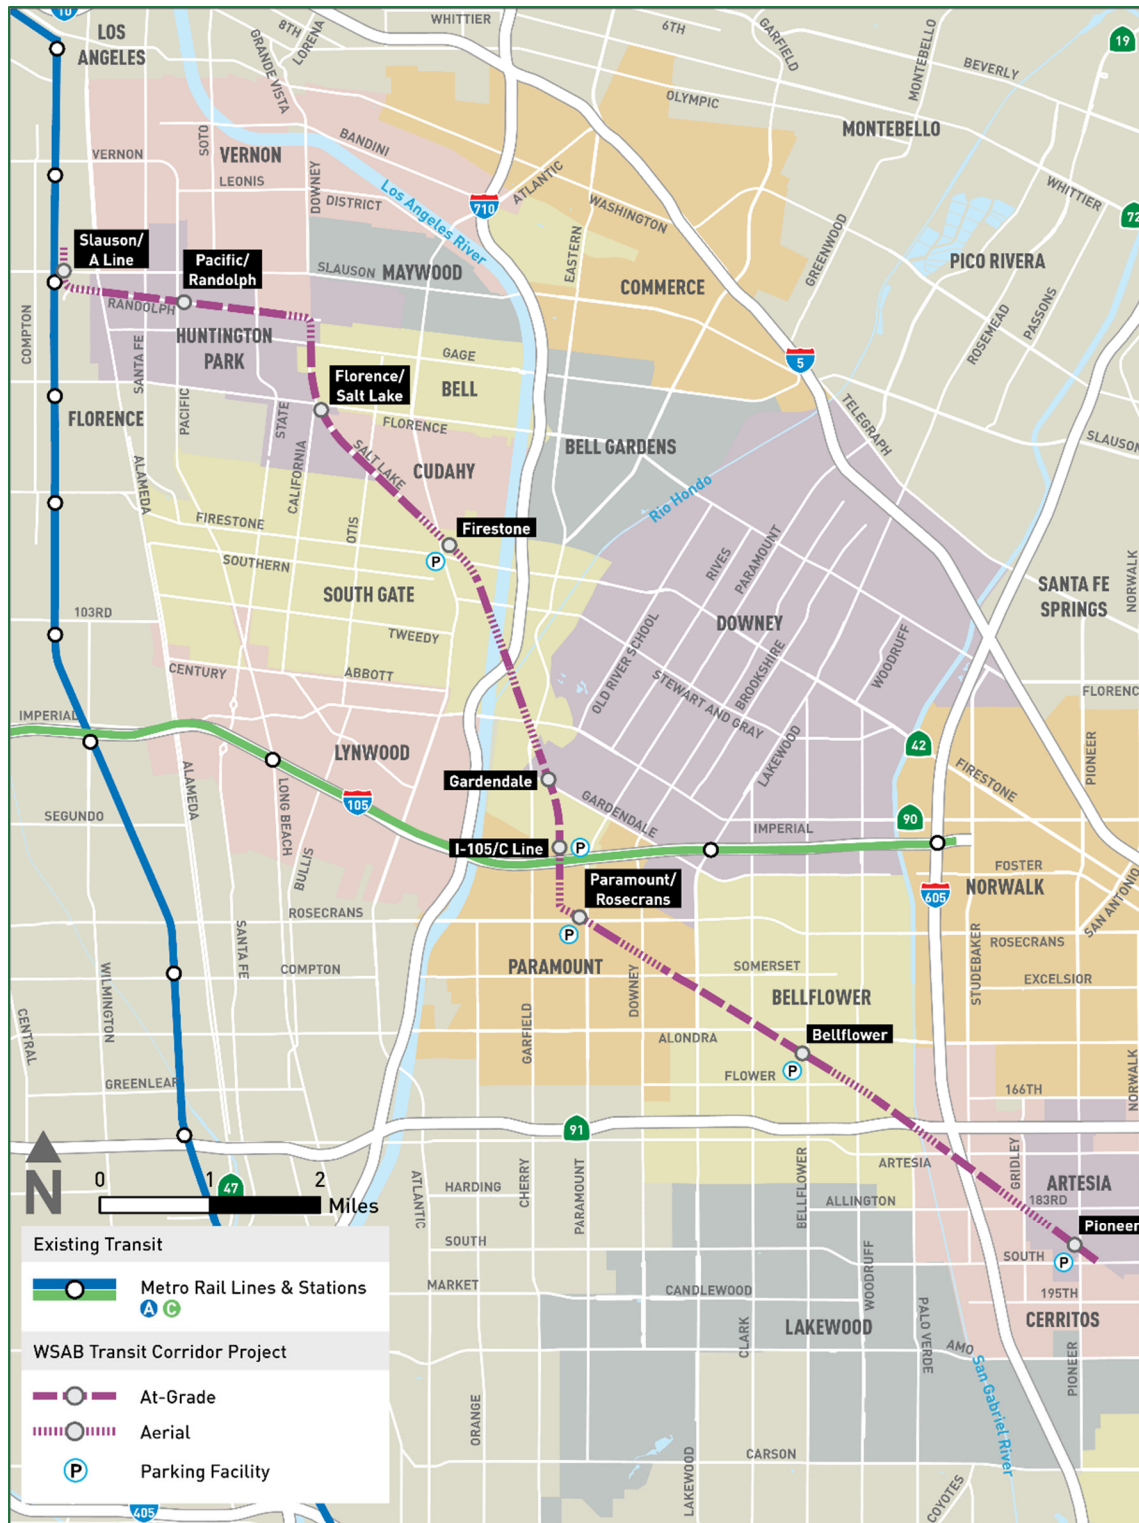 10
LOS
ANGELES
8TH
LORENA
GRANDE VISTA
WHITTIER
6TH
GARFIELD
MONTEBELLO
19
BEVERLY
OLYMPIC
MONTEBELLO
VERNON
SOTO
VERNON
LEONIS
DOWNEY
BANDINI
DISTRICT
Los Angeles River
710
ATLANTIC
WASHINGTON
WHITTIER
72
Slauson/
A Line
Pacific/
Randolph
SLAUSON
MAYWOOD
EASTERN
COMMERCE
GREENWOOD
PICO RIVERA
ROSEMEAD
PASSONS
COMPTON
RANDOLPH
HUNTINGTON
PARK
SANTA FE
GAGE
5
FLORENCE
PACIFIC
STATE
Florence/
Salt Lake
BELL
FLORENCE
SALT LAKE
CUDAHY
BELL GARDENS
TELEGRAPH
SLAUSON
ALAMEDA
CALIFORNIA
Rio Hondo
FIRESTONE
OTIS
Firestone
P
SOUTHERN
RIVES
PARAMOUNT
SOUTH GATE
SANTA FE
SPRINGS
NORWALK
103RD
TWEEDY
OLD RIVER SCHOOL
DOWNEY
BROOKSHIRE
WOODRUFF
CENTURY
ABBOTT
STEWART AND GRAY
FLORENC
IMPERIAL
LYNWOOD
LAKEWOOD
42
PIONEER
FIRESTONE
ALAMEDA
LONG BEACH
105
Gardendale
GARDENDALE
SEGUNDO
IMPERIAL
90
BULLIS
I-105/C Line
P
Paramount/
Rosecrans
P
FOSTER
NORWALK
605
SAN ANTONIO
ROSECRANS
ROSECRANS
SANTA FE
COMPTON
PARAMOUNT
DOWNEY
SOMERSET
STUDEBAKER
EXCELSIOR
WILMINGTON
BELLFLOWER
CENTRAL
GARFIELD
ALONDRA
Bellflower
P
FLOWER
GREENLEAF
166TH
NORWALK
91
N
0
1
2
Miles
47
ATLANTIC
HARDING
CHERRY
PARAMOUNT
BELLFLOWER
ARTESIA
GRIDLEY
ARTESIA
183RD
ALLINGTON
Pioneer
P
SOUTH
SOUTH
WOODRUFF
MARKET
CANDLEWOOD
195TH
CERRITOS
LAKEWOOD
CLARK
PALO VERDE
AMO
San Gabriel River
PIONEER
ORANGE
CARSON
LAKEWOOD
COYOTES
405
Existing Transit
Metro Rail Lines & Stations
A C
WSAB Transit Corridor Project
At-Grade
Aerial
P Parking Facility